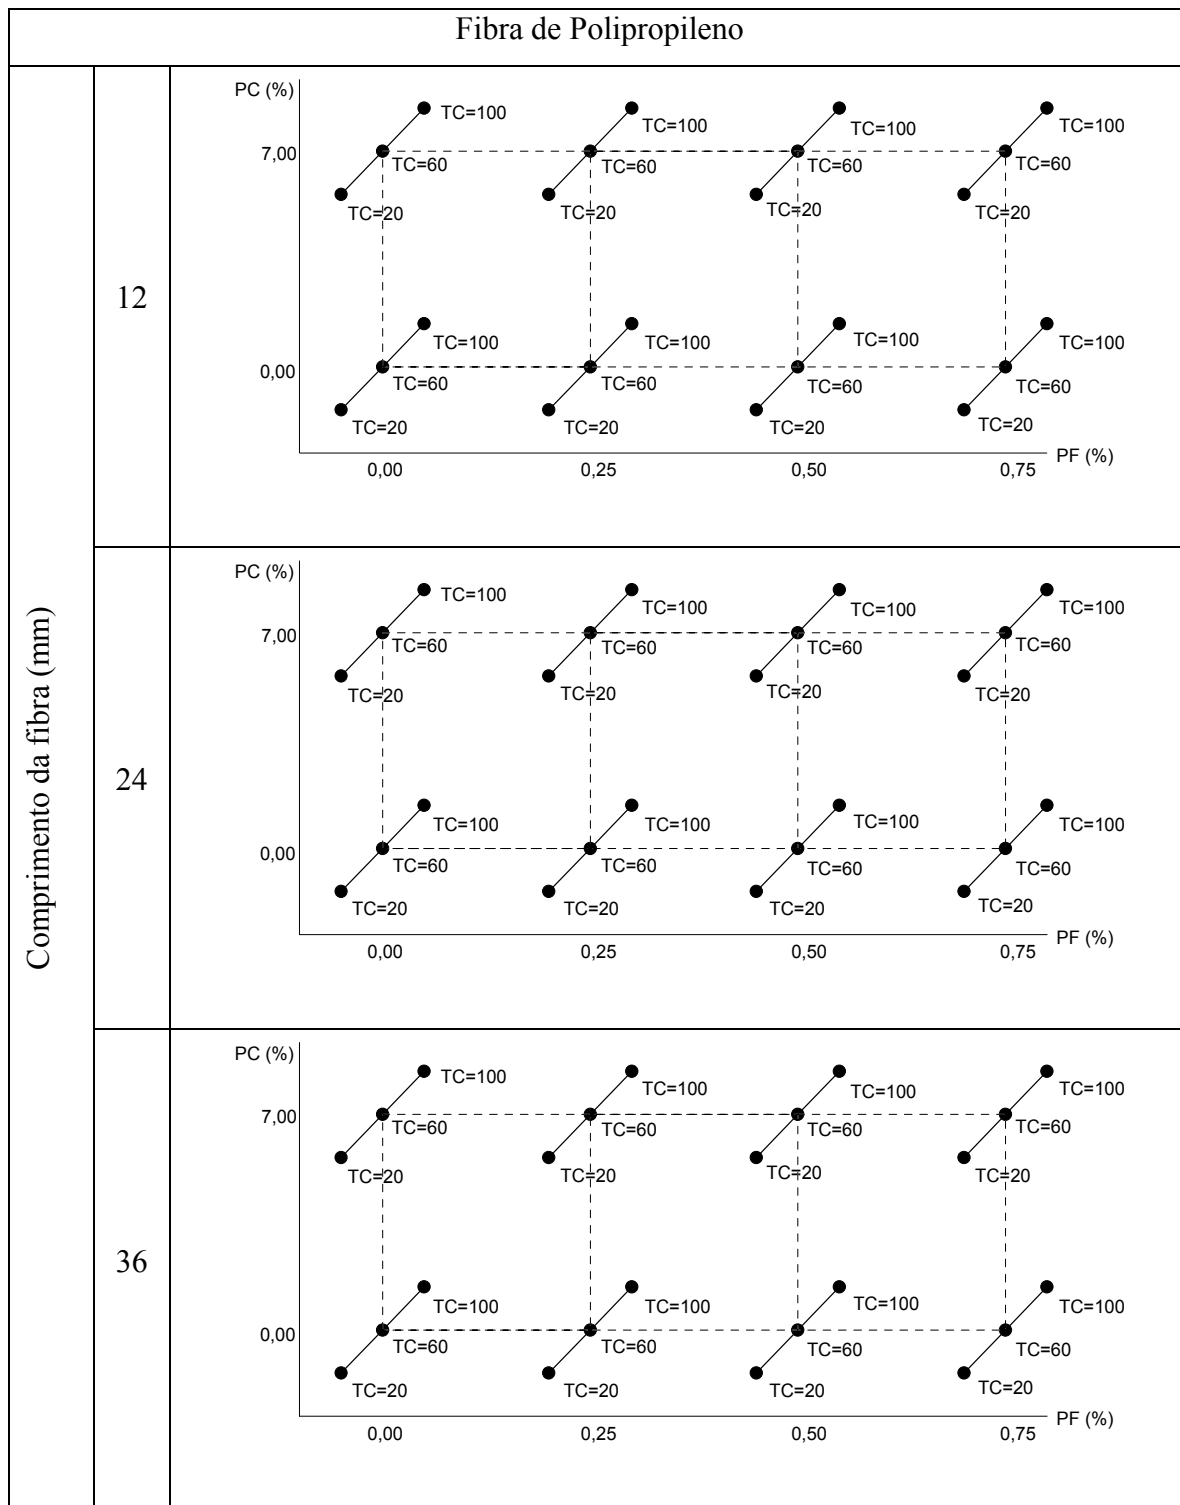 Fibra de Polipropileno
Comprimento da fibra (mm)
12
PC (%)
TC=100 TC=100 TC=100 TC=100
7,00
TC=60 TC=60 TC=60 TC=60
TC=20 TC=20 TC=20 TC=20
TC=100 TC=100 TC=100 TC=100
0,00
TC=60 TC=60 TC=60 TC=60
TC=20 TC=20 TC=20 TC=20
PF (%)
0,00 0,25 0,50 0,75
24
PC (%)
TC=100 TC=100 TC=100 TC=100
7,00
TC=60 TC=60 TC=60 TC=60
TC=20 TC=20 TC=20 TC=20
TC=100 TC=100 TC=100 TC=100
0,00
TC=60 TC=60 TC=60 TC=60
TC=20 TC=20 TC=20 TC=20
PF (%)
0,00 0,25 0,50 0,75
36
PC (%)
TC=100 TC=100 TC=100 TC=100
7,00
TC=60 TC=60 TC=60 TC=60
TC=20 TC=20 TC=20 TC=20
TC=100 TC=100 TC=100 TC=100
0,00
TC=60 TC=60 TC=60 TC=60
TC=20 TC=20 TC=20 TC=20
PF (%)
0,00 0,25 0,50 0,75